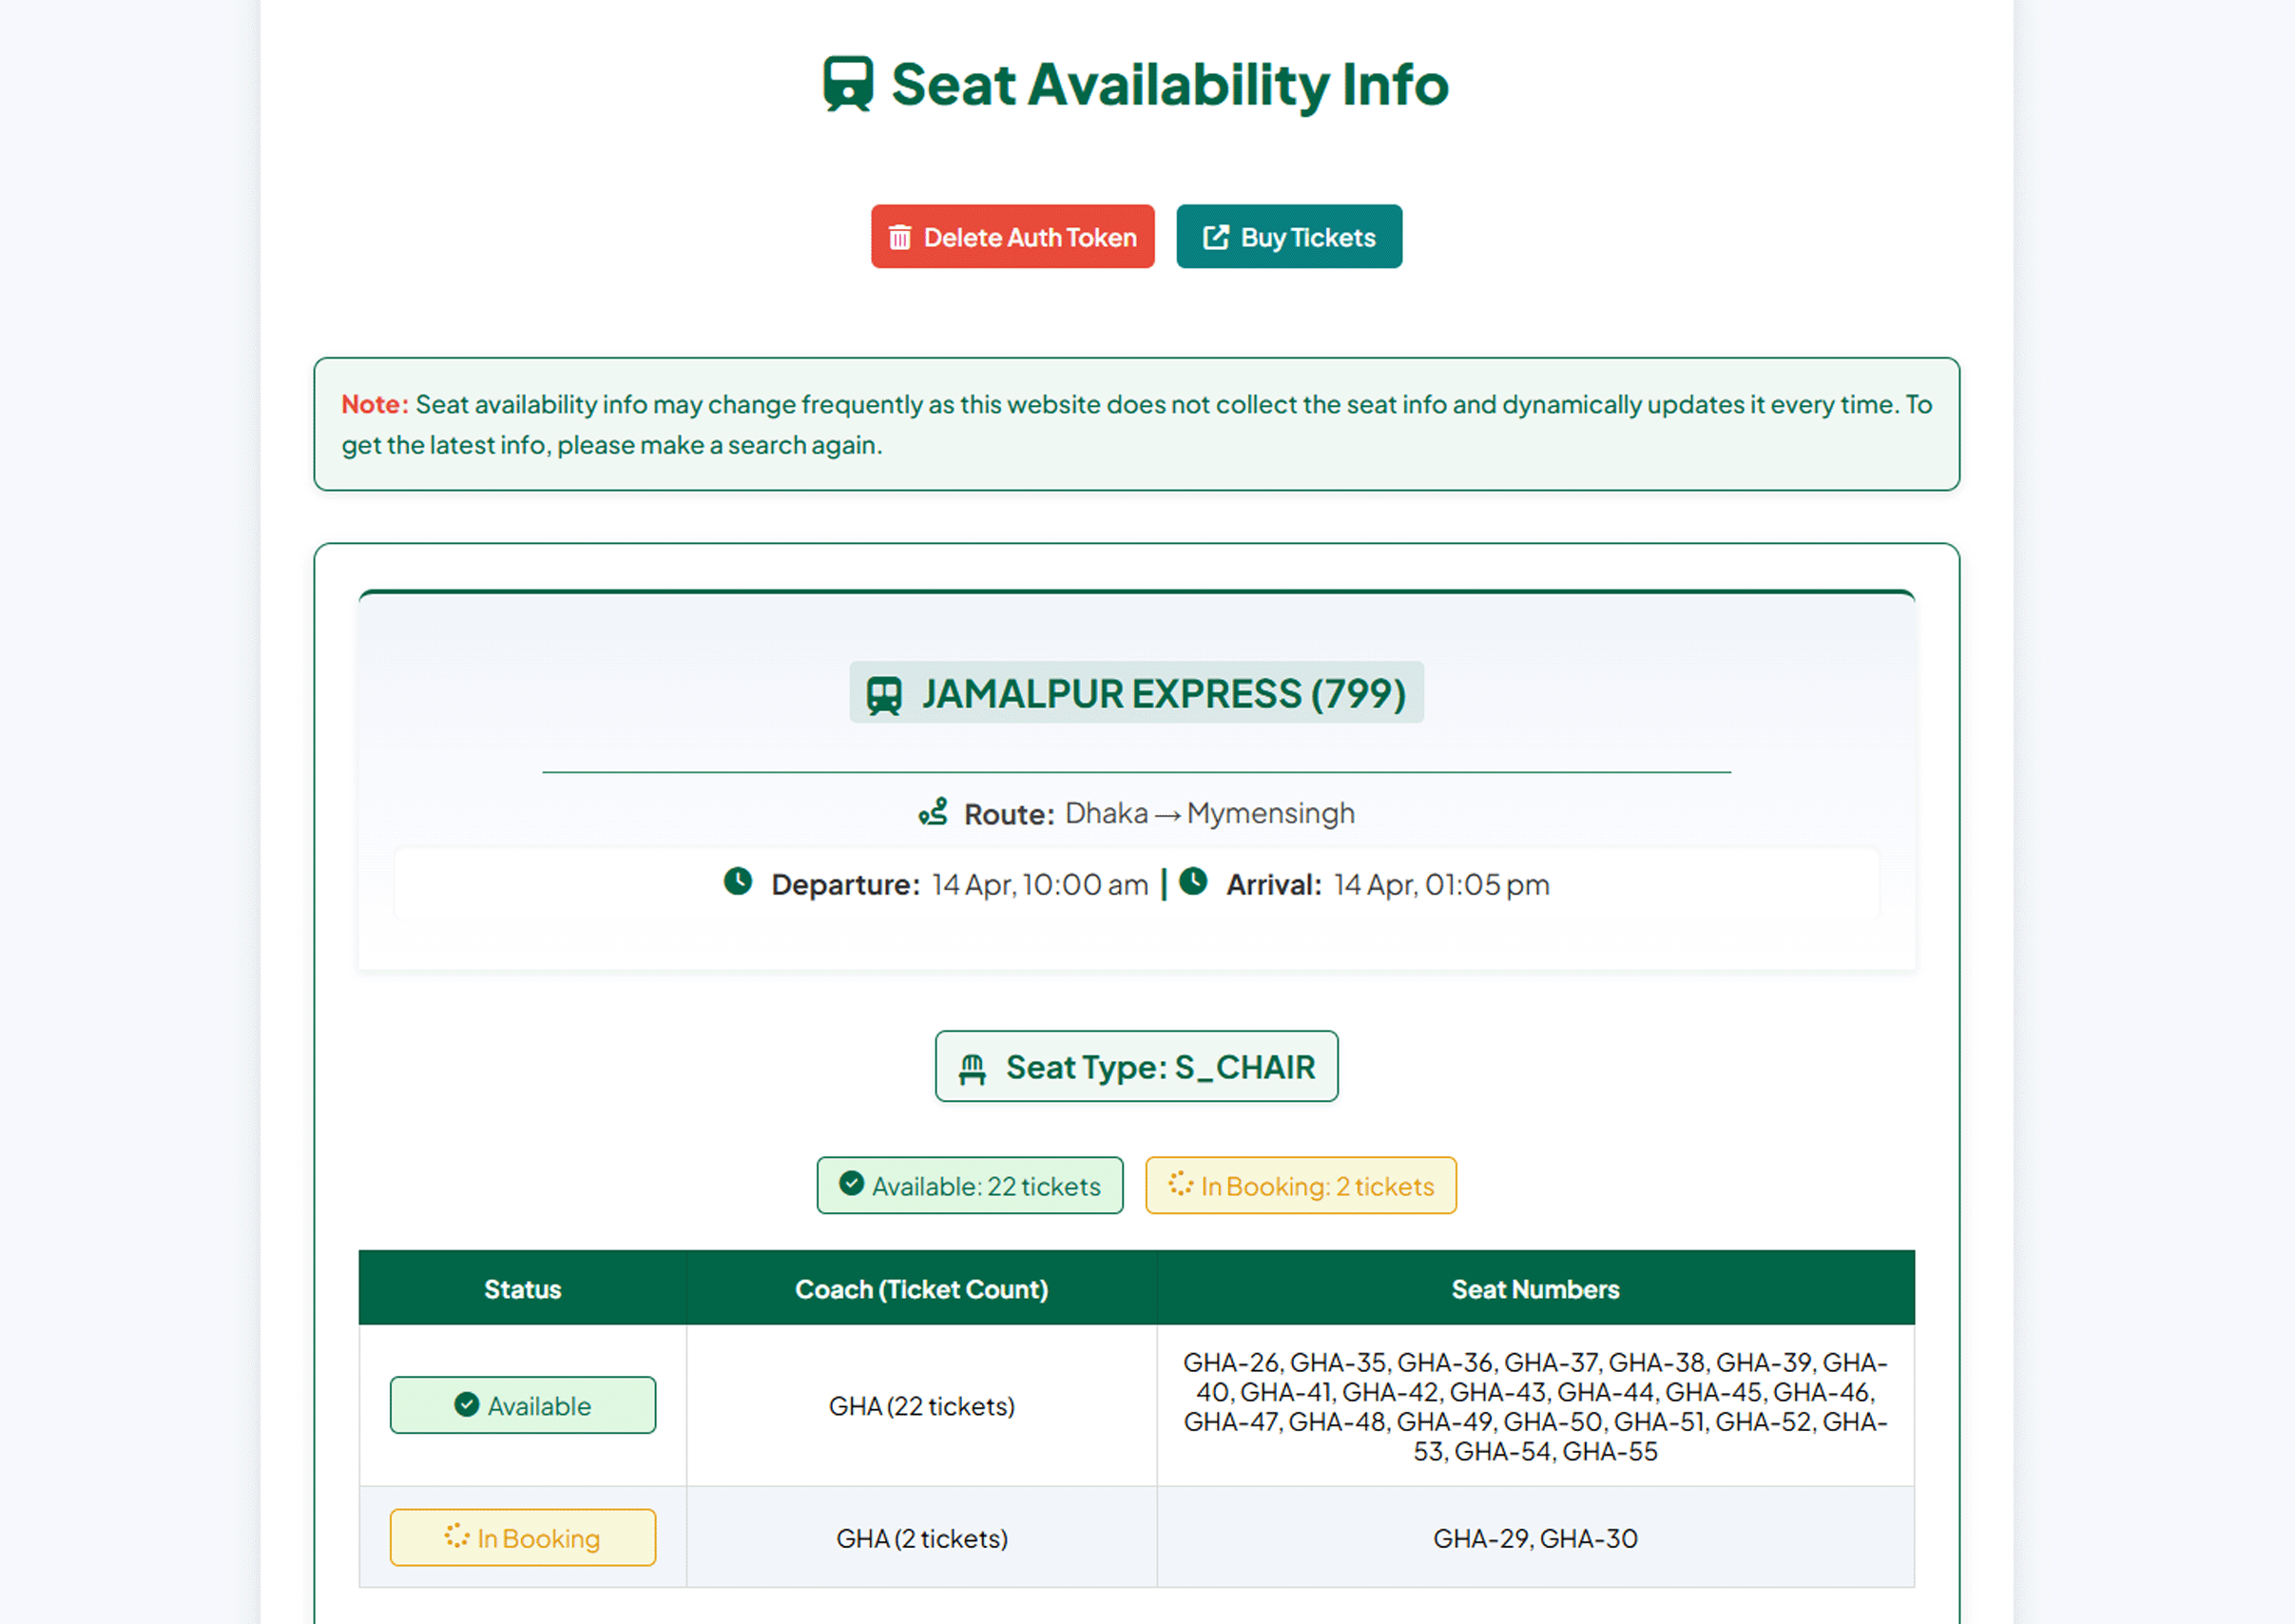 Seat Availability Info
Delete Auth Token
Buy Tickets
Note: Seat availability info may change frequently as this website does not collect the seat info and dynamically updates it every time. To
get the latest info, please make a search again.
JAMALPUR EXPRESS (799)
Route: Dhaka → Mymensingh
Departure: 14 Apr, 10:00 am | Arrival: 14 Apr, 01:05 pm
Seat Type: S_CHAIR
Available: 22 tickets
In Booking: 2 tickets
Status
Coach (Ticket Count)
Seat Numbers
Available
GHA (22 tickets)
GHA-26, GHA-35, GHA-36, GHA-37, GHA-38, GHA-39, GHA-
40, GHA-41, GHA-42, GHA-43, GHA-44, GHA-45, GHA-46,
GHA-47, GHA-48, GHA-49, GHA-50, GHA-51, GHA-52, GHA-
53, GHA-54, GHA-55
In Booking
GHA (2 tickets)
GHA-29, GHA-30